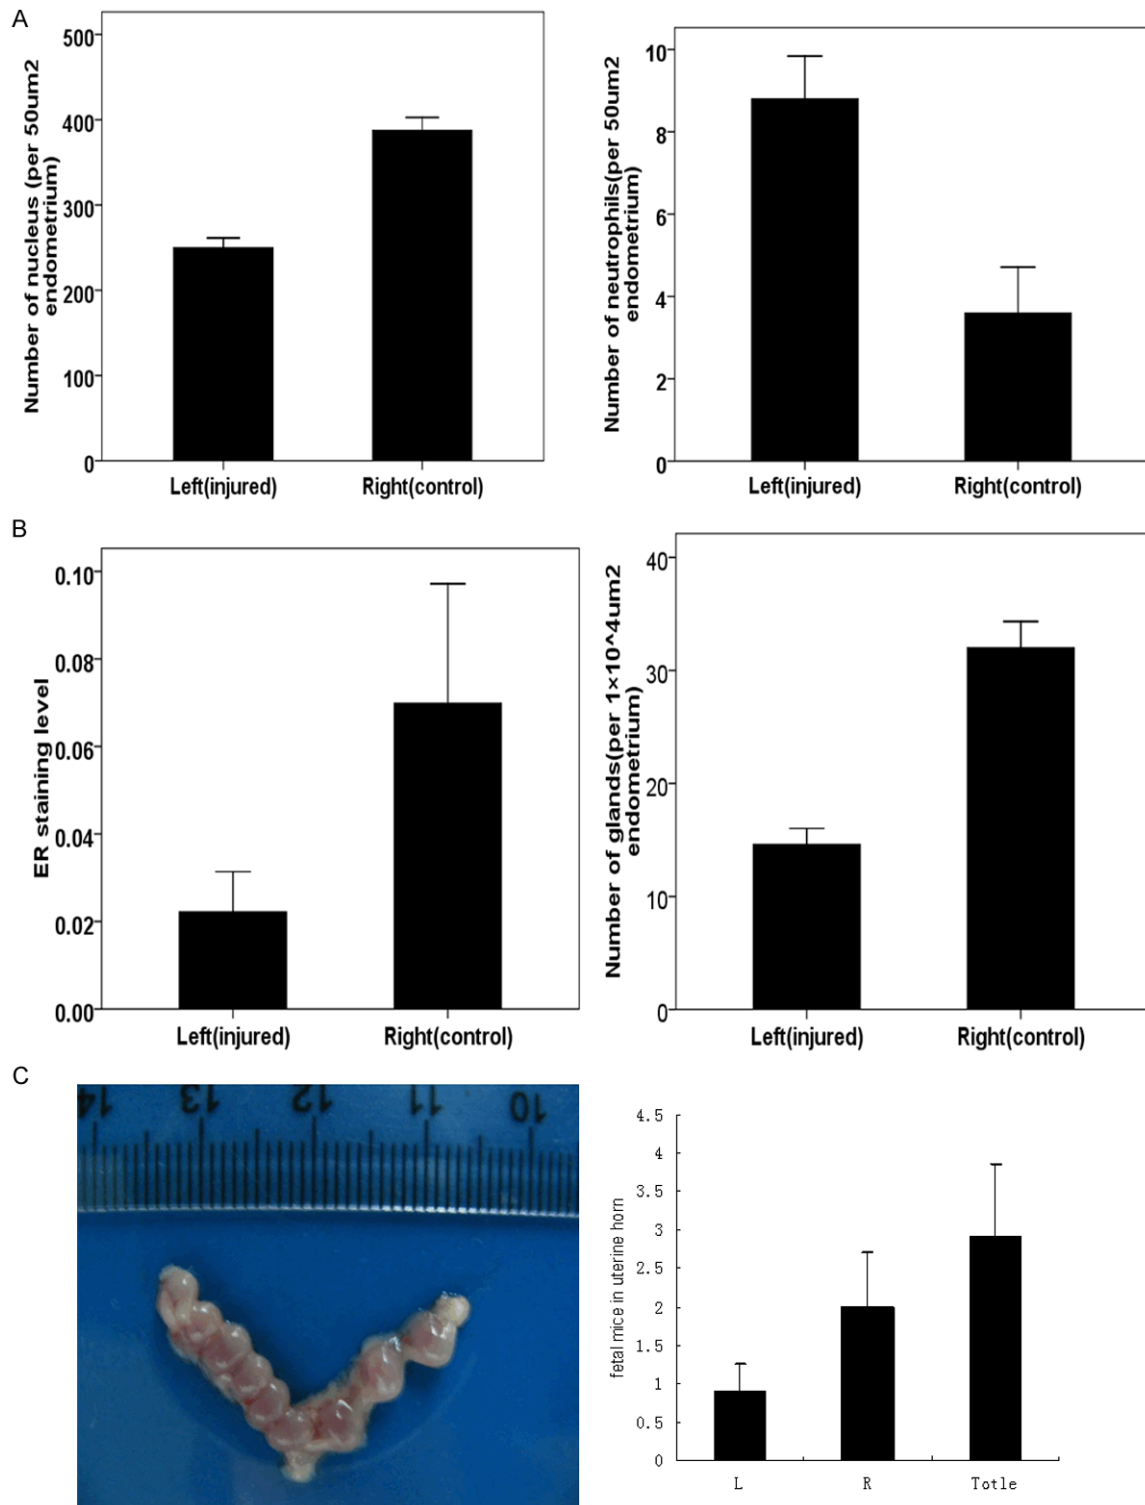 A
Number of nucleus (per 50um2
endometrium)
500
400
300
200
100
0
Left(injured)
Right(control)
Number of neutrophils(per 50um2
endometrium)
10
8
6
4
2
0
Left(injured)
Right(control)
B
ER staining level
0.10
0.08
0.06
0.04
0.02
0.00
Left(injured)
Right(control)
Number of glands(per 1×10^4um2
endometrium)
40
30
20
10
0
Left(injured)
Right(control)
C
14 13 12 11 10
fetal mice in uterine horn
4.5
4
3.5
3
2.5
2
1.5
1
0.5
0
L
R
Totle